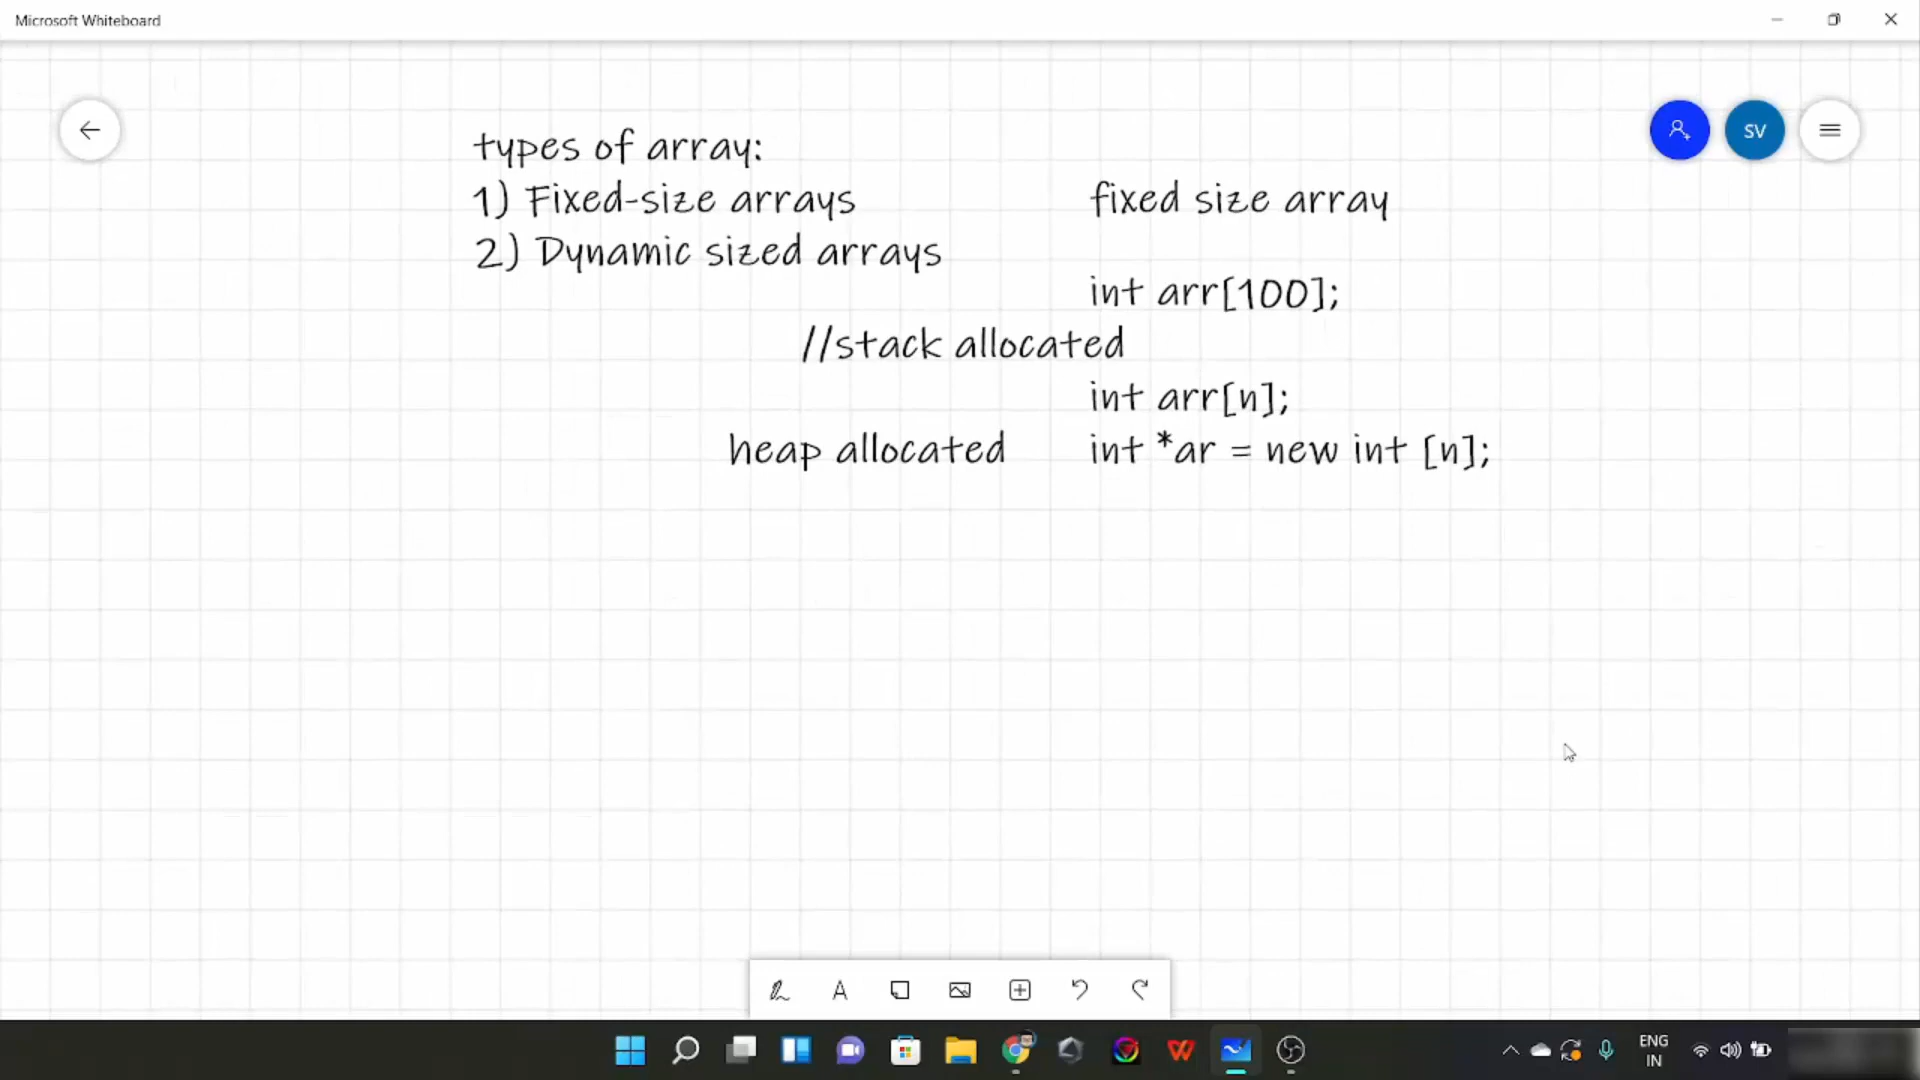 Microsoft Whiteboard
SV
types of array:
1) Fixed-size arrays
fixed size array
2) Dynamic sized arrays
int arr[100];
//stack allocated
int arr[n];
heap allocated int *ar = new int [n];
ENG
IN